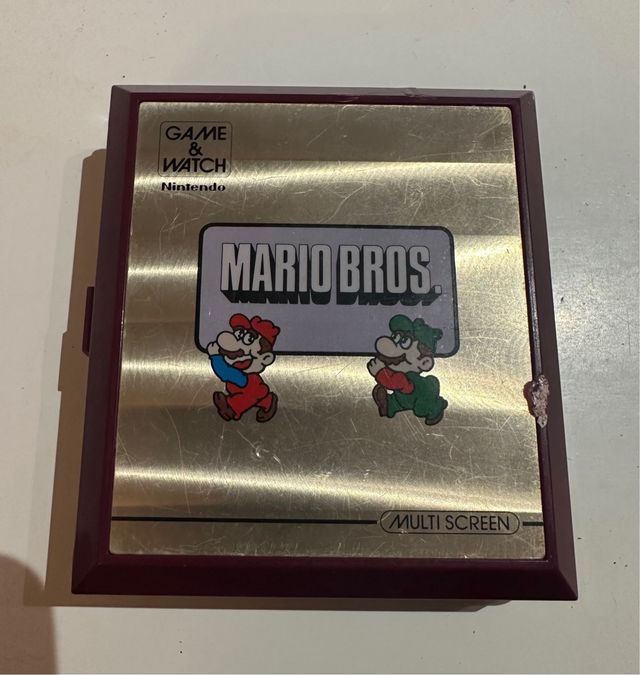 GAME
&
WATCH
Nintendo
MARIO BROS.
MULTI SCREEN